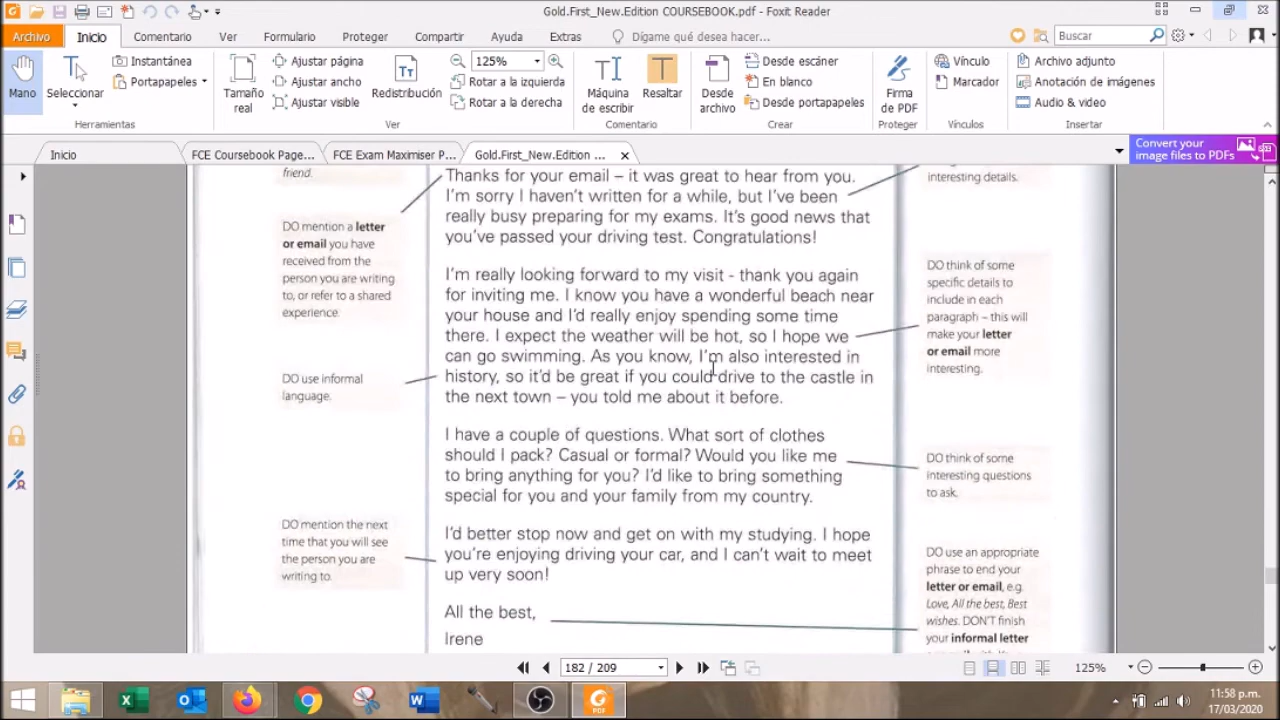 Gold.First_New.Edition COURSEBOOK.pdf - Foxit Reader
Archivo Inicio Comentario Ver Formulario Proteger Compartir Ayuda Extras Dígame qué desea hacer... Buscar
Mano
Seleccionar
Instantánea
Portapapeles
Herramientas
Tamaño real
Ajustar página
Ajustar ancho
Ajustar visible
Redistribución
125%
Rotar a la izquierda
Rotar a la derecha
Ver
Máquina de escribir
Resaltar
Comentario
Desde archivo
Desde escáner
En blanco
Desde portapapeles
Crear
Firma de PDF
Proteger
Vínculo
Marcador
Vínculos
Archivo adjunto
Anotación de imágenes
Audio & video
Insertar
Inicio FCE Coursebook Page... FCE Exam Maximiser P... Gold.First_New.Edition ...
Convert your
image files to PDFs
friend.
DO mention a letter
or email you have
received from the
person you are writing
to, or refer to a shared
experience.
DO use informal
language.
DO mention the next
time that you will see
the person you are
writing to.
Thanks for your email – it was great to hear from you.
I'm sorry I haven't written for a while, but I've been
really busy preparing for my exams. It's good news that
you've passed your driving test. Congratulations!
I'm really looking forward to my visit - thank you again
for inviting me. I know you have a wonderful beach near
your house and I'd really enjoy spending some time
there. I expect the weather will be hot, so I hope we
can go swimming. As you know, I'm also interested in
history, so it'd be great if you could drive to the castle in
the next town – you told me about it before.
I have a couple of questions. What sort of clothes
should I pack? Casual or formal? Would you like me
to bring anything for you? I'd like to bring something
special for you and your family from my country.
I'd better stop now and get on with my studying. I hope
you're enjoying driving your car, and I can't wait to meet
up very soon!
All the best,
Irene
interesting details.
DO think of some
specific details to
include in each
paragraph – this will
make your letter
or email more
interesting.
DO think of some
interesting questions
to ask.
DO use an appropriate
phrase to end your
letter or email, e.g.
Love, All the best, Best
wishes. DON'T finish
your informal letter
182 / 209
125%
11:58 p.m.
17/03/2020